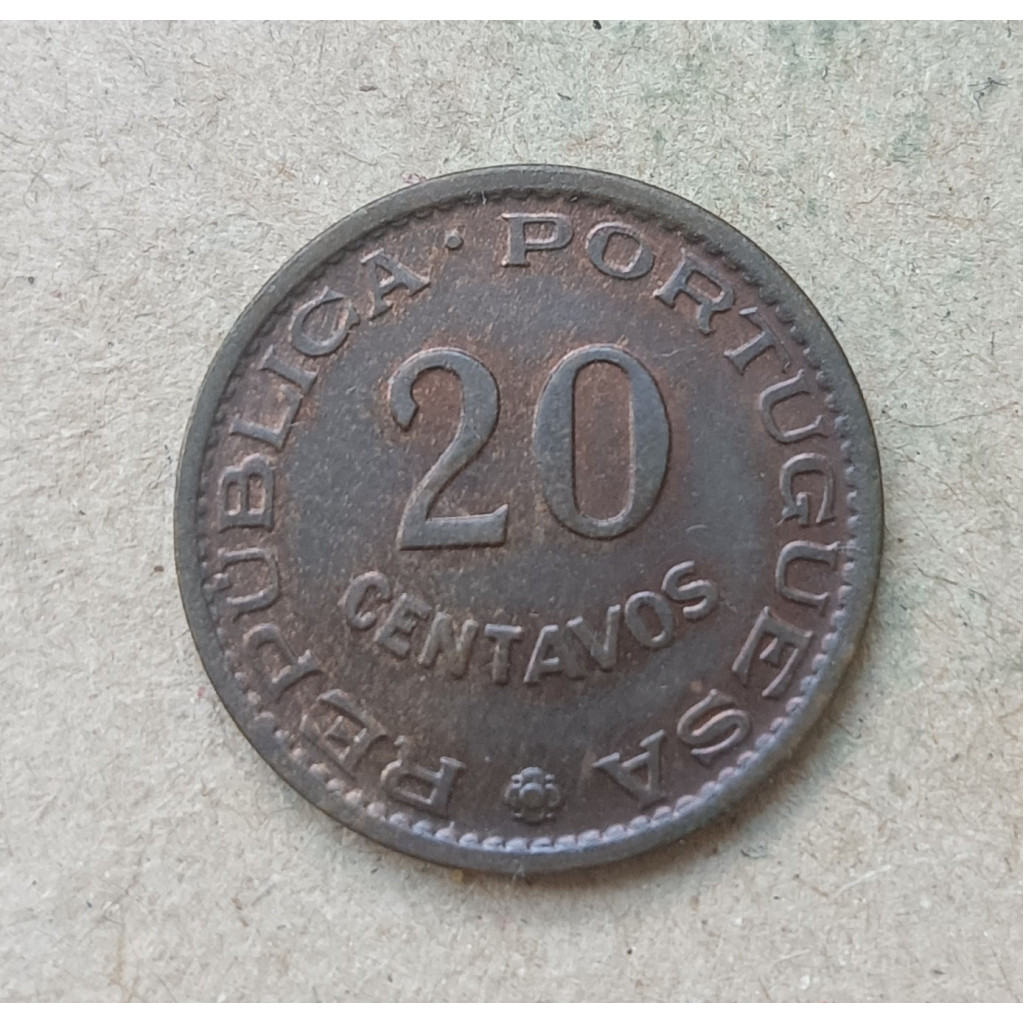 REPÚBLICA · PORTUGUESA
20
CENTAVOS